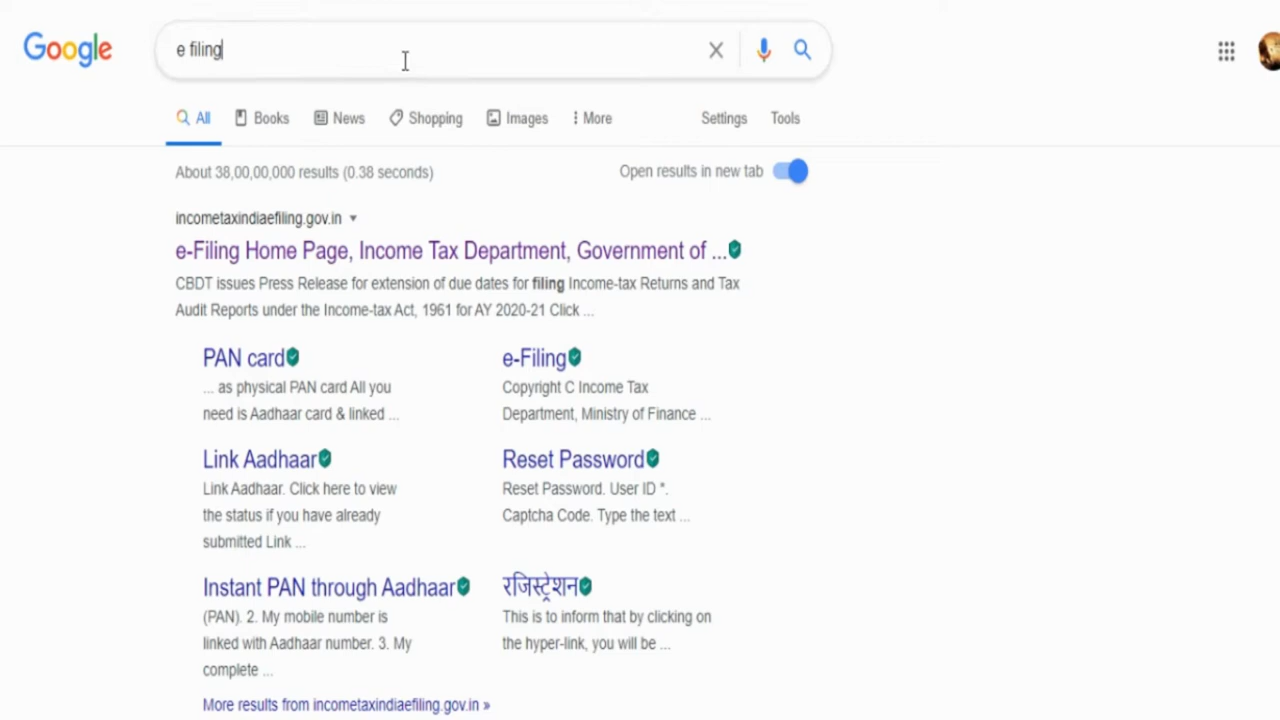 Google
e filing
All Books News Shopping Images More Settings Tools
About 38,00,00,000 results (0.38 seconds) Open results in new tab
incometaxindiaefiling.gov.in
e-Filing Home Page, Income Tax Department, Government of ...
CBDT issues Press Release for extension of due dates for filing Income-tax Returns and Tax
Audit Reports under the Income-tax Act, 1961 for AY 2020-21 Click ...
PAN card
... as physical PAN card All you
need is Aadhaar card & linked ...
e-Filing
Copyright C Income Tax
Department, Ministry of Finance ...
Link Aadhaar
Link Aadhaar. Click here to view
the status if you have already
submitted Link ...
Reset Password
Reset Password. User ID *.
Captcha Code. Type the text ...
Instant PAN through Aadhaar
(PAN). 2. My mobile number is
linked with Aadhaar number. 3. My
complete ...
रजिस्ट्रेशन
This is to inform that by clicking on
the hyper-link, you will be ...
More results from incometaxindiaefiling.gov.in »